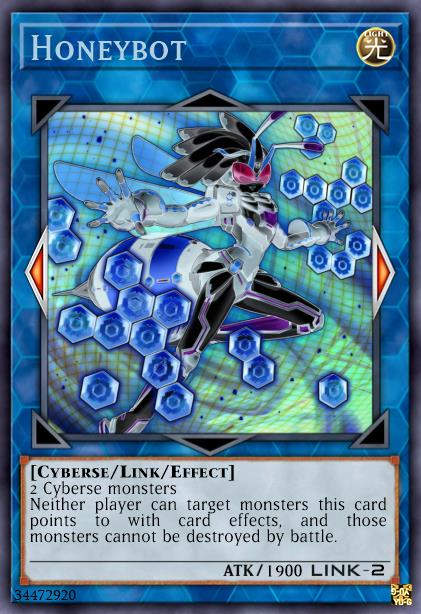 HONEYBOT
LIGHT
光
[CYBERSE/LINK/EFFECT]
2 Cyberse monsters
Neither player can target monsters this card
points to with card effects, and those
monsters cannot be destroyed by battle.
ATK/1900 LINK-2
34472920